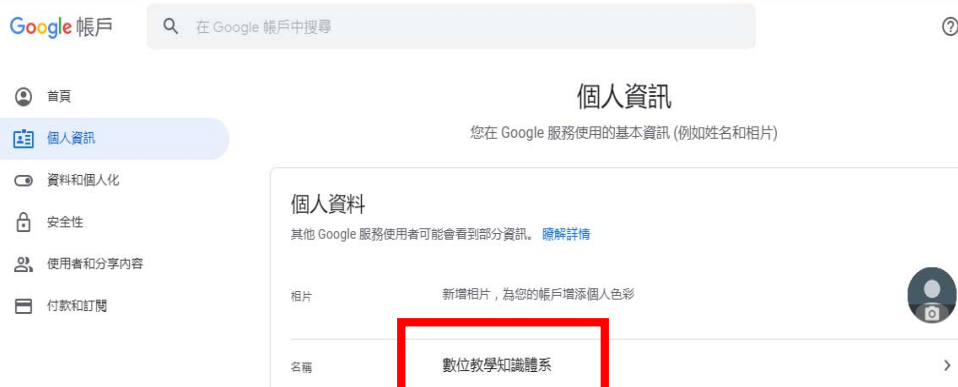 Google 帳戶
在 Google 帳戶中搜尋
首頁
個人資訊
資料和個人化
安全性
使用者和分享內容
付款和訂閱
個人資訊
您在 Google 服務使用的基本資訊 (例如姓名和相片)
個人資料
其他 Google 服務使用者可能會看到部分資訊。 瞭解詳情
相片
新增相片，為您的帳戶增添個人色彩
名稱
數位教學知識體系